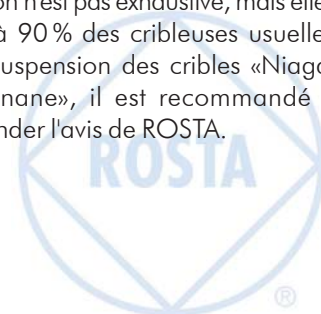 on n'est pas exhaustive, mais elle
à 90 % des cribleuses usuelle
uspension des cribles «Niaga
nane», il est recommandé
nder l'avis de ROSTA.
ROSTA
®